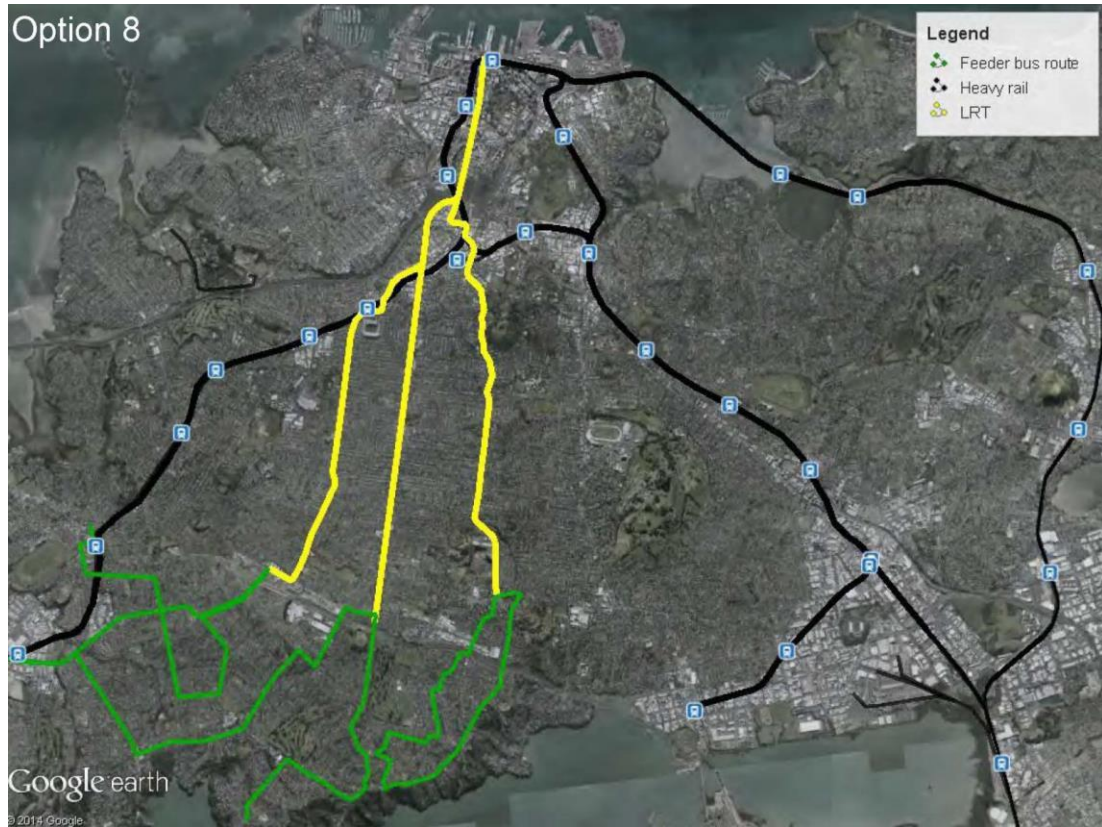 Option 8
Legend
Feeder bus route
Heavy rail
LRT
Google earth
© 2014 Google